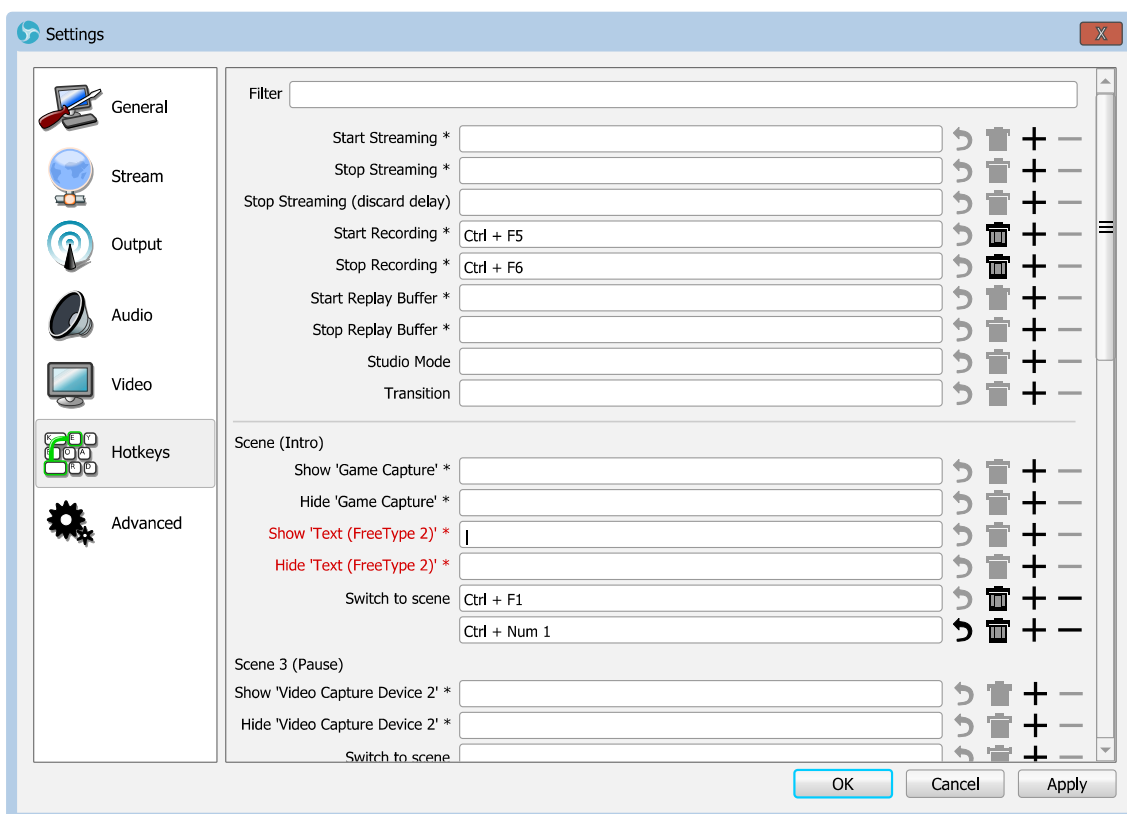 Settings
X
General
Stream
Output
Audio
Video
K E Y
B O A
R D
Hotkeys
Advanced
Filter
Start Streaming *
Stop Streaming *
Stop Streaming (discard delay)
Start Recording * Ctrl + F5
Stop Recording * Ctrl + F6
Start Replay Buffer *
Stop Replay Buffer *
Studio Mode
Transition
Scene (Intro)
Show 'Game Capture' *
Hide 'Game Capture' *
Show 'Text (FreeType 2)' *
Hide 'Text (FreeType 2)' *
Switch to scene Ctrl + F1
Ctrl + Num 1
Scene 3 (Pause)
Show 'Video Capture Device 2' *
Hide 'Video Capture Device 2' *
Switch to scene
OK Cancel Apply